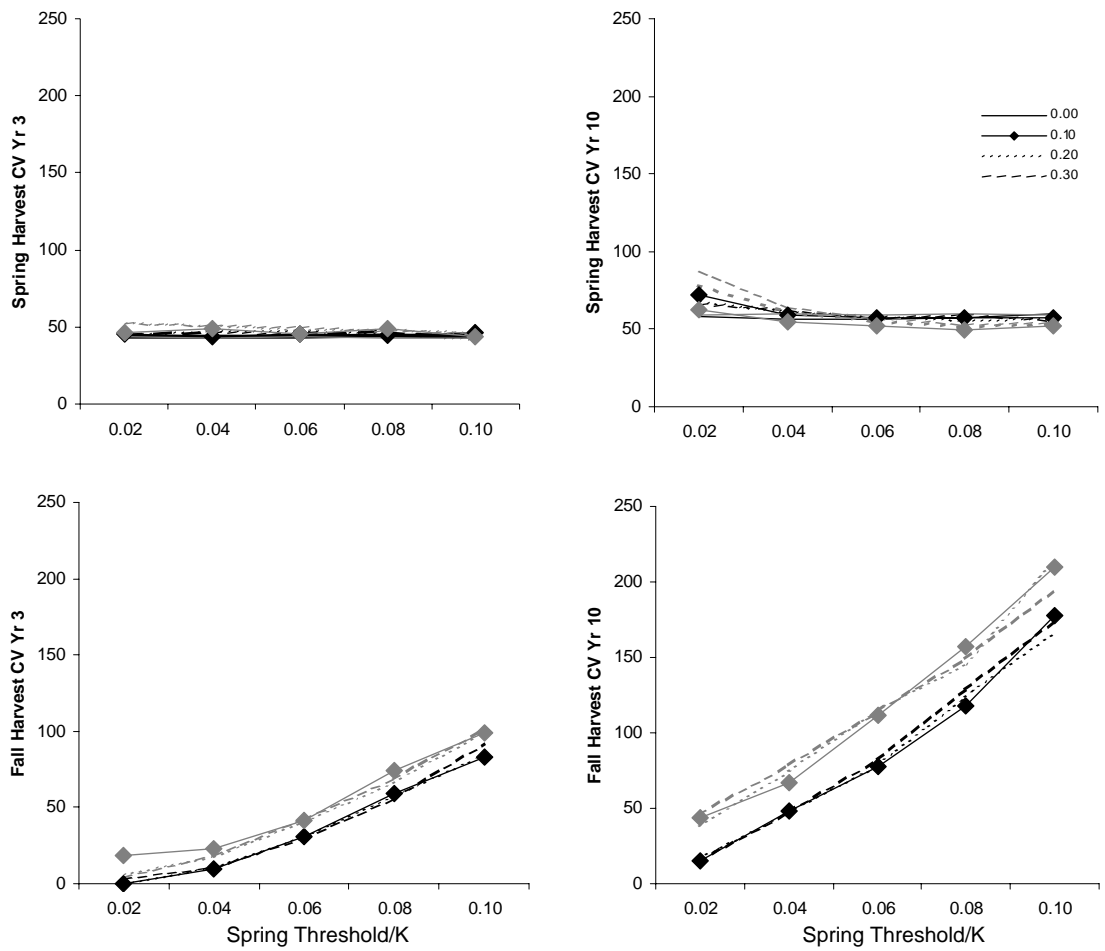 Spring Harvest CV Yr 3
250
200
150
100
50
0
0.02 0.04 0.06 0.08 0.10
Spring Harvest CV Yr 10
250
200
150
100
50
0
0.02 0.04 0.06 0.08 0.10
0.00
0.10
0.20
0.30
Fall Harvest CV Yr 3
250
200
150
100
50
0
0.02 0.04 0.06 0.08 0.10
Spring Threshold/K
Fall Harvest CV Yr 10
250
200
150
100
50
0
0.02 0.04 0.06 0.08 0.10
Spring Threshold/K